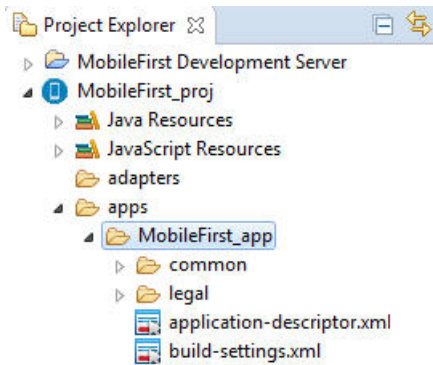 Project Explorer
MobileFirst Development Server
MobileFirst_proj
Java Resources
JavaScript Resources
adapters
apps
MobileFirst_app
common
legal
application-descriptor.xml
build-settings.xml